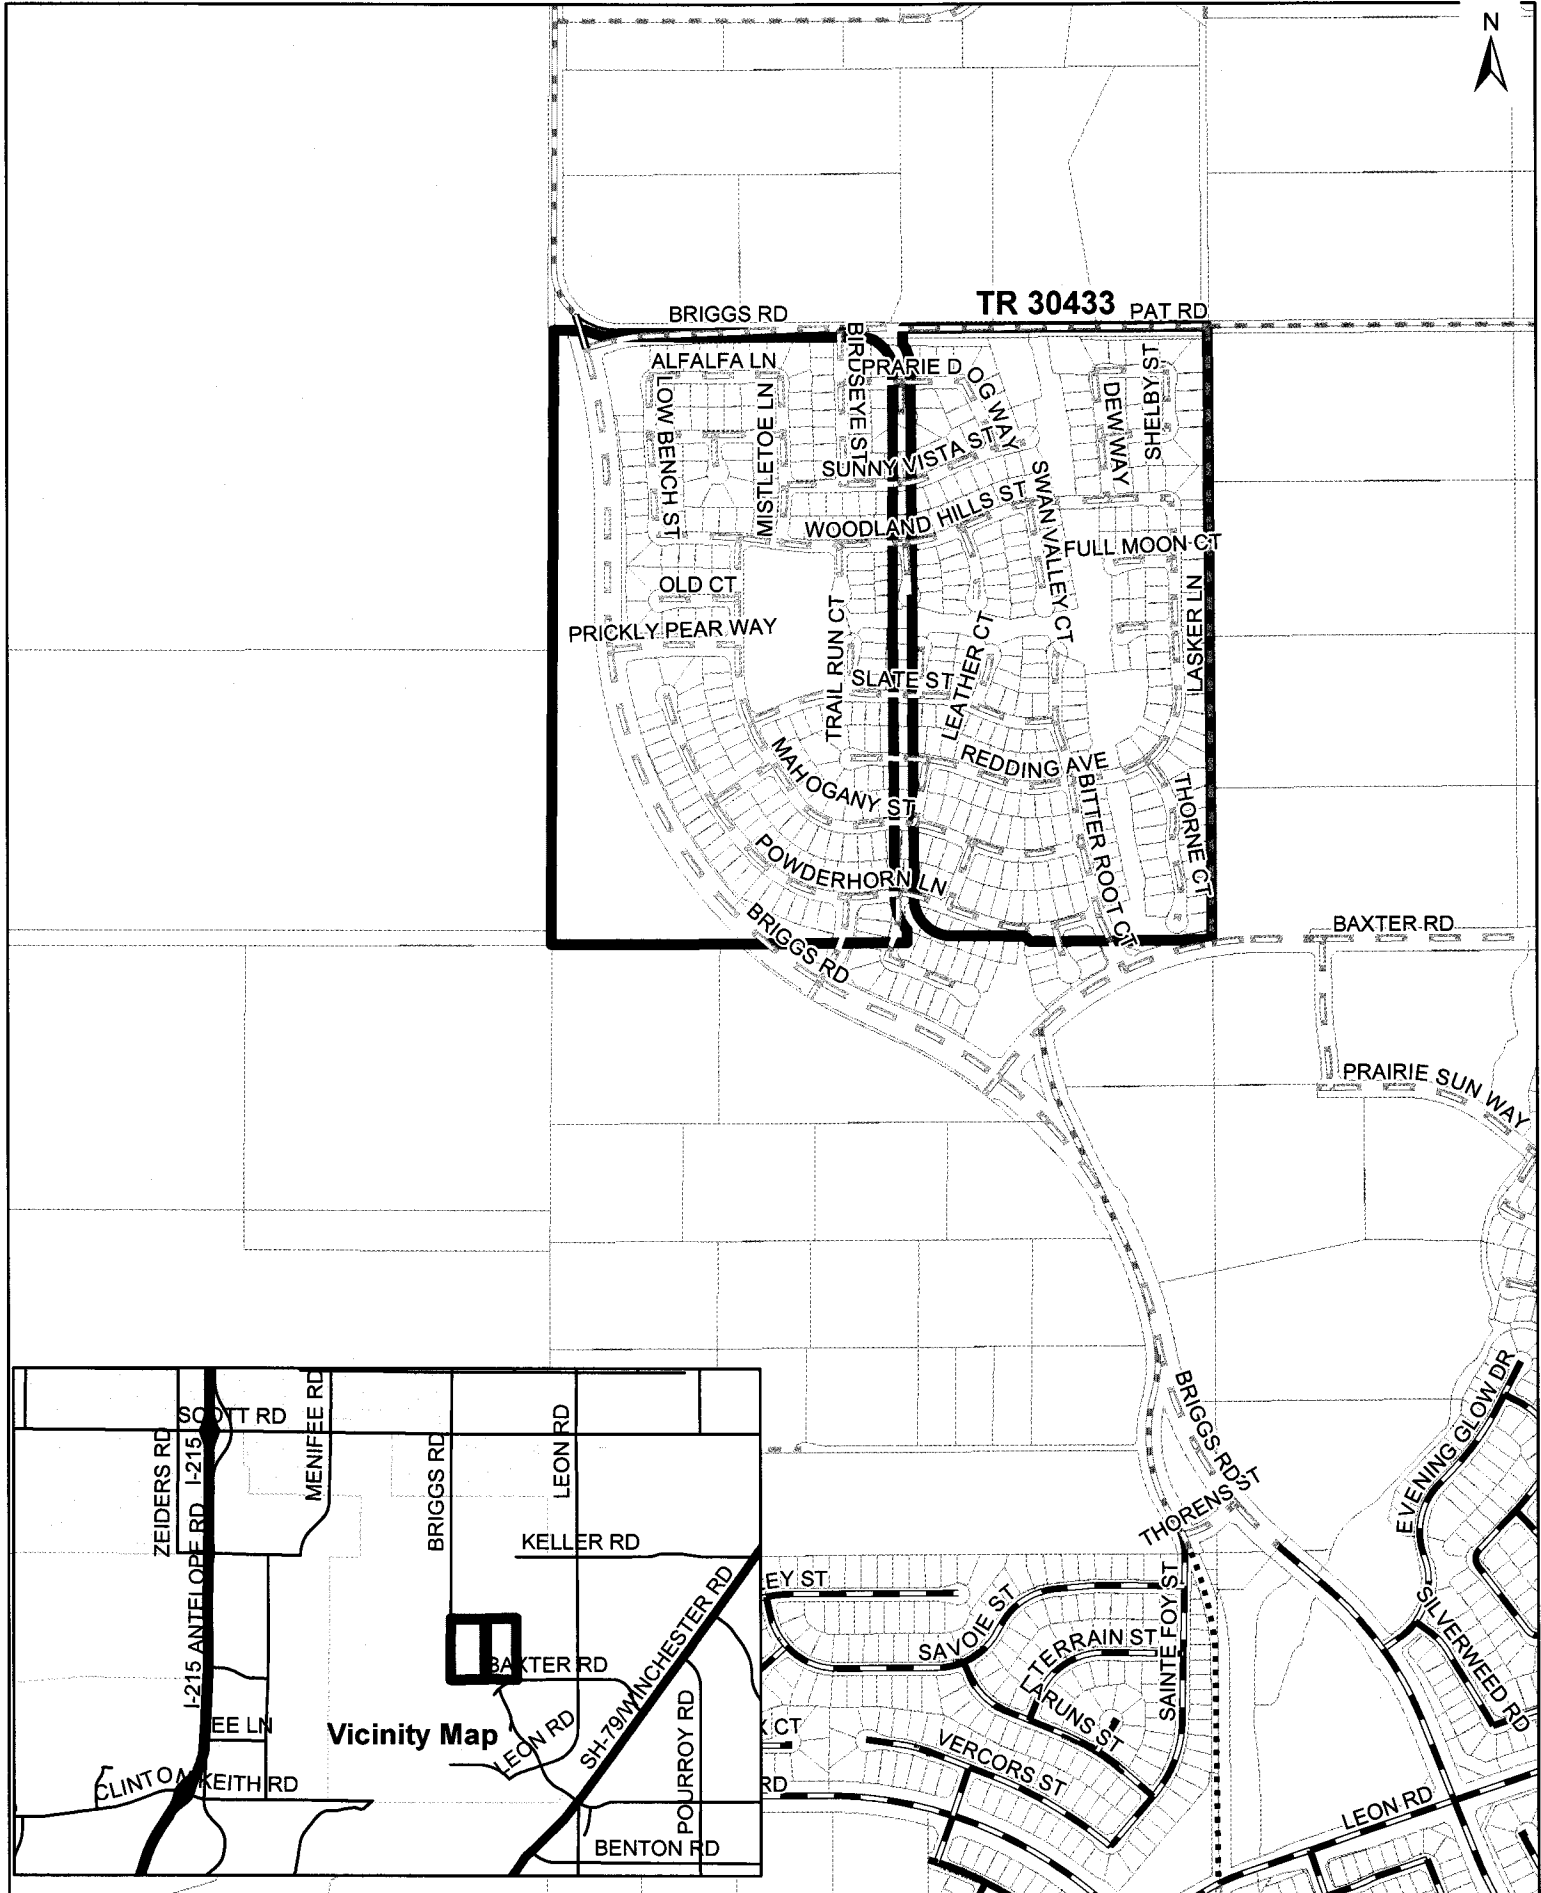 N
TR 30433
PAT RD
BRIGGS RD
BIRDSEYE ST
ALFALFA LN
PRARIE DOG WAY
LOW BENCH ST
MISTLETOE LN
DEW WAY
SHELBY ST
SUNNY VISTA ST
SWAN VALLEY CT
WOODLAND HILLS ST
FULL MOON CT
OLD CT
TRAIL RUN CT
LEATHER CT
LASKER LN
PRICKLY PEAR WAY
SLATE ST
MAHOGANY ST
REDDING AVE
BITTER ROOT CT
THORNE CT
POWDERHORN LN
BRIGGS RD
BAXTER RD
PRAIRIE SUN WAY
BRIGGS RD
ST
THORENS ST
EVENING GLOW DR
SILVERWEED RD
EY ST
SAVOIE ST
TERRAIN ST
LARUNS ST
SAINTE FOY ST
VERCORS ST
CT
RD
LEON RD
SCOTT RD
ZEIDERS RD
I-215
MENIFEE RD
BRIGGS RD
LEON RD
KELLER RD
I-215 ANTELOPE RD
BAXTER RD
SH-79/WINCHESTER RD
EE LN
Vicinity Map
LEON RD
POURROY RD
CLINTON KEITH RD
BENTON RD